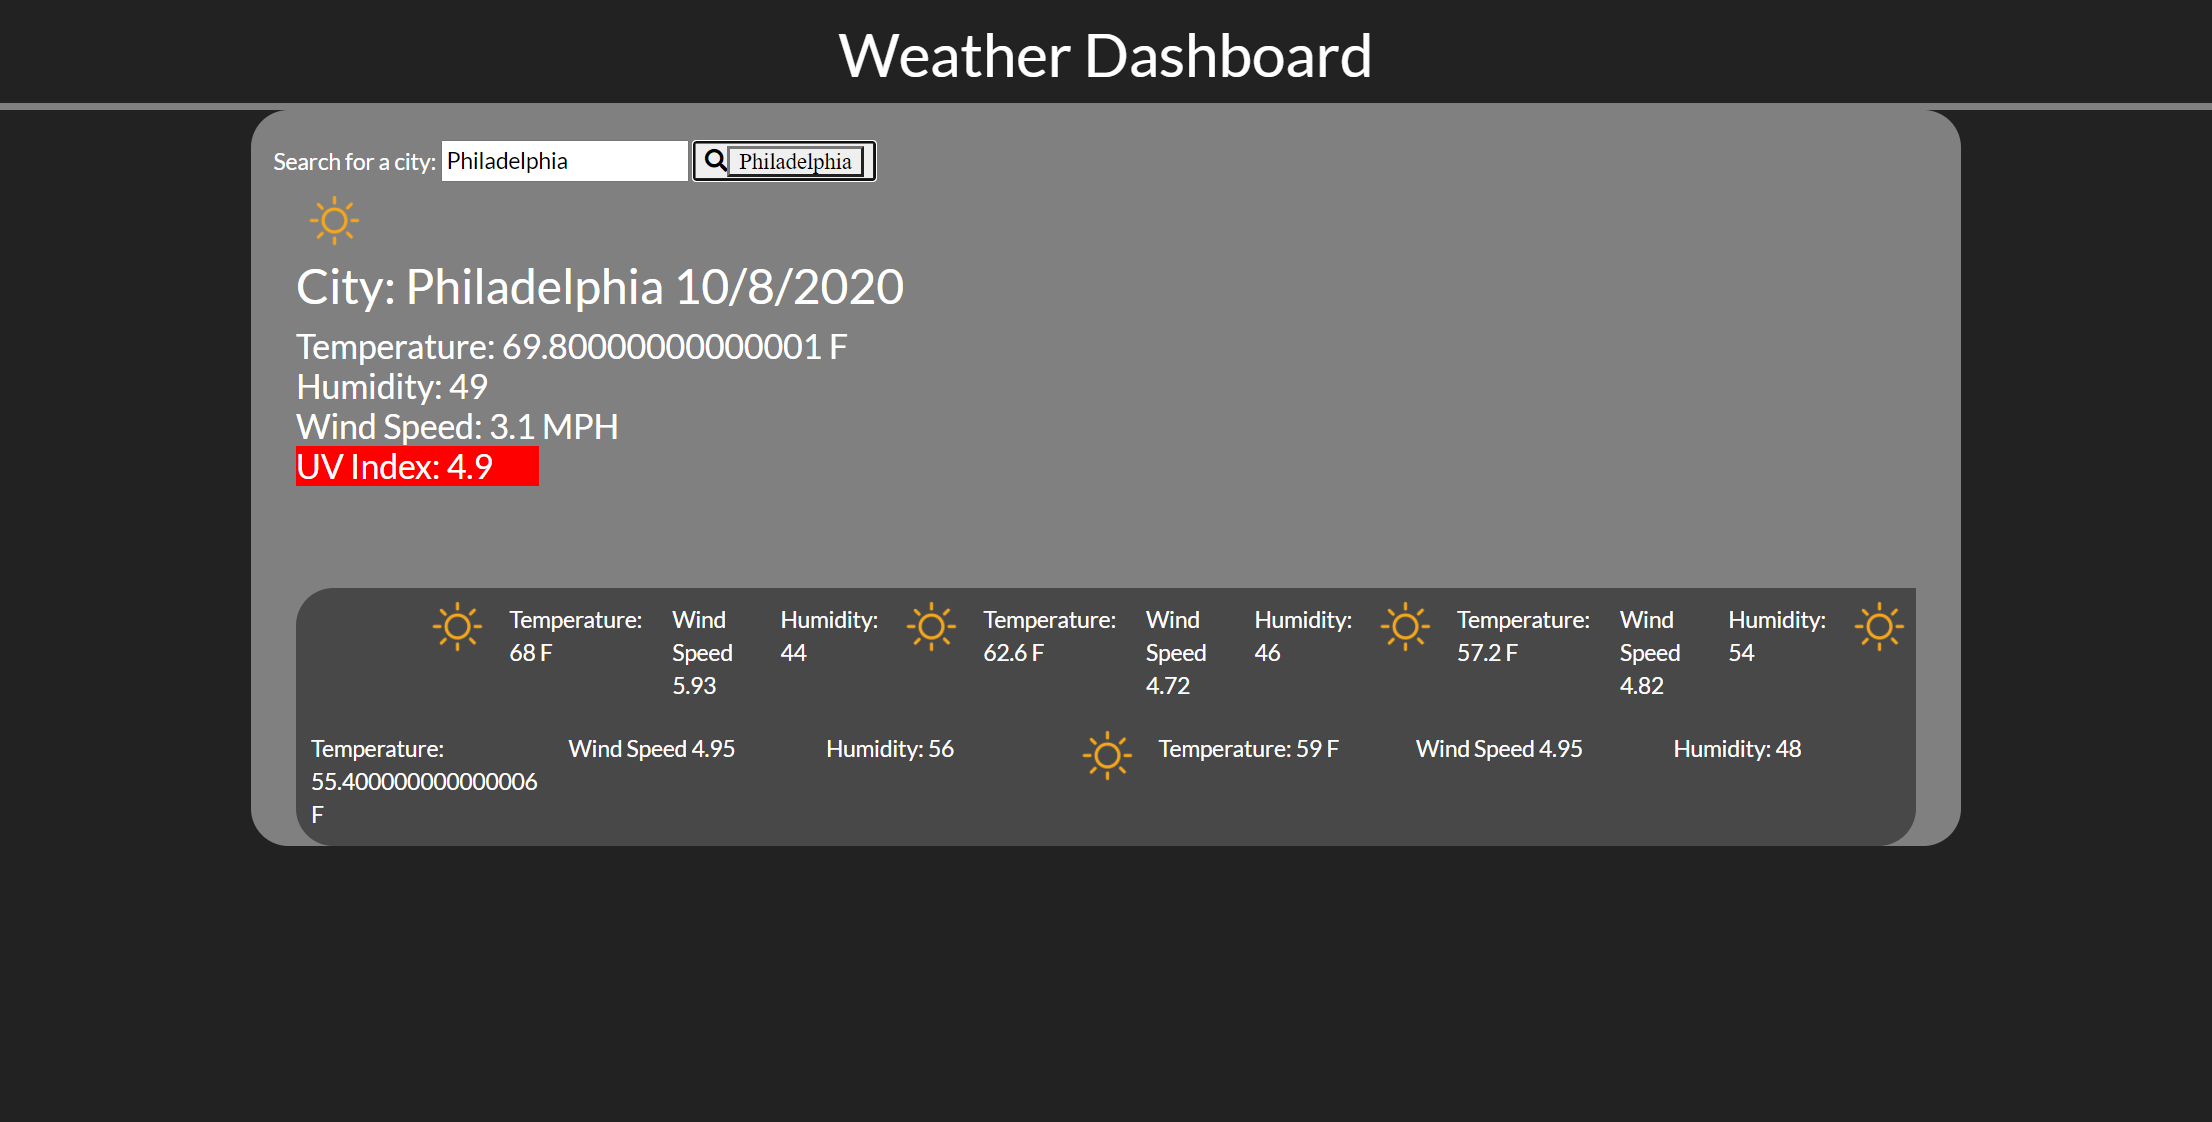 Weather Dashboard
Search for a city: Philadelphia Philadelphia
City: Philadelphia 10/8/2020
Temperature: 69.80000000000001 F
Humidity: 49
Wind Speed: 3.1 MPH
UV Index: 4.9
Temperature:
68 F
Wind
Speed
5.93
Humidity:
44
Temperature:
62.6 F
Wind
Speed
4.72
Humidity:
46
Temperature:
57.2 F
Wind
Speed
4.82
Humidity:
54
Temperature:
55.400000000000006
F
Wind Speed 4.95
Humidity: 56
Temperature: 59 F
Wind Speed 4.95
Humidity: 48